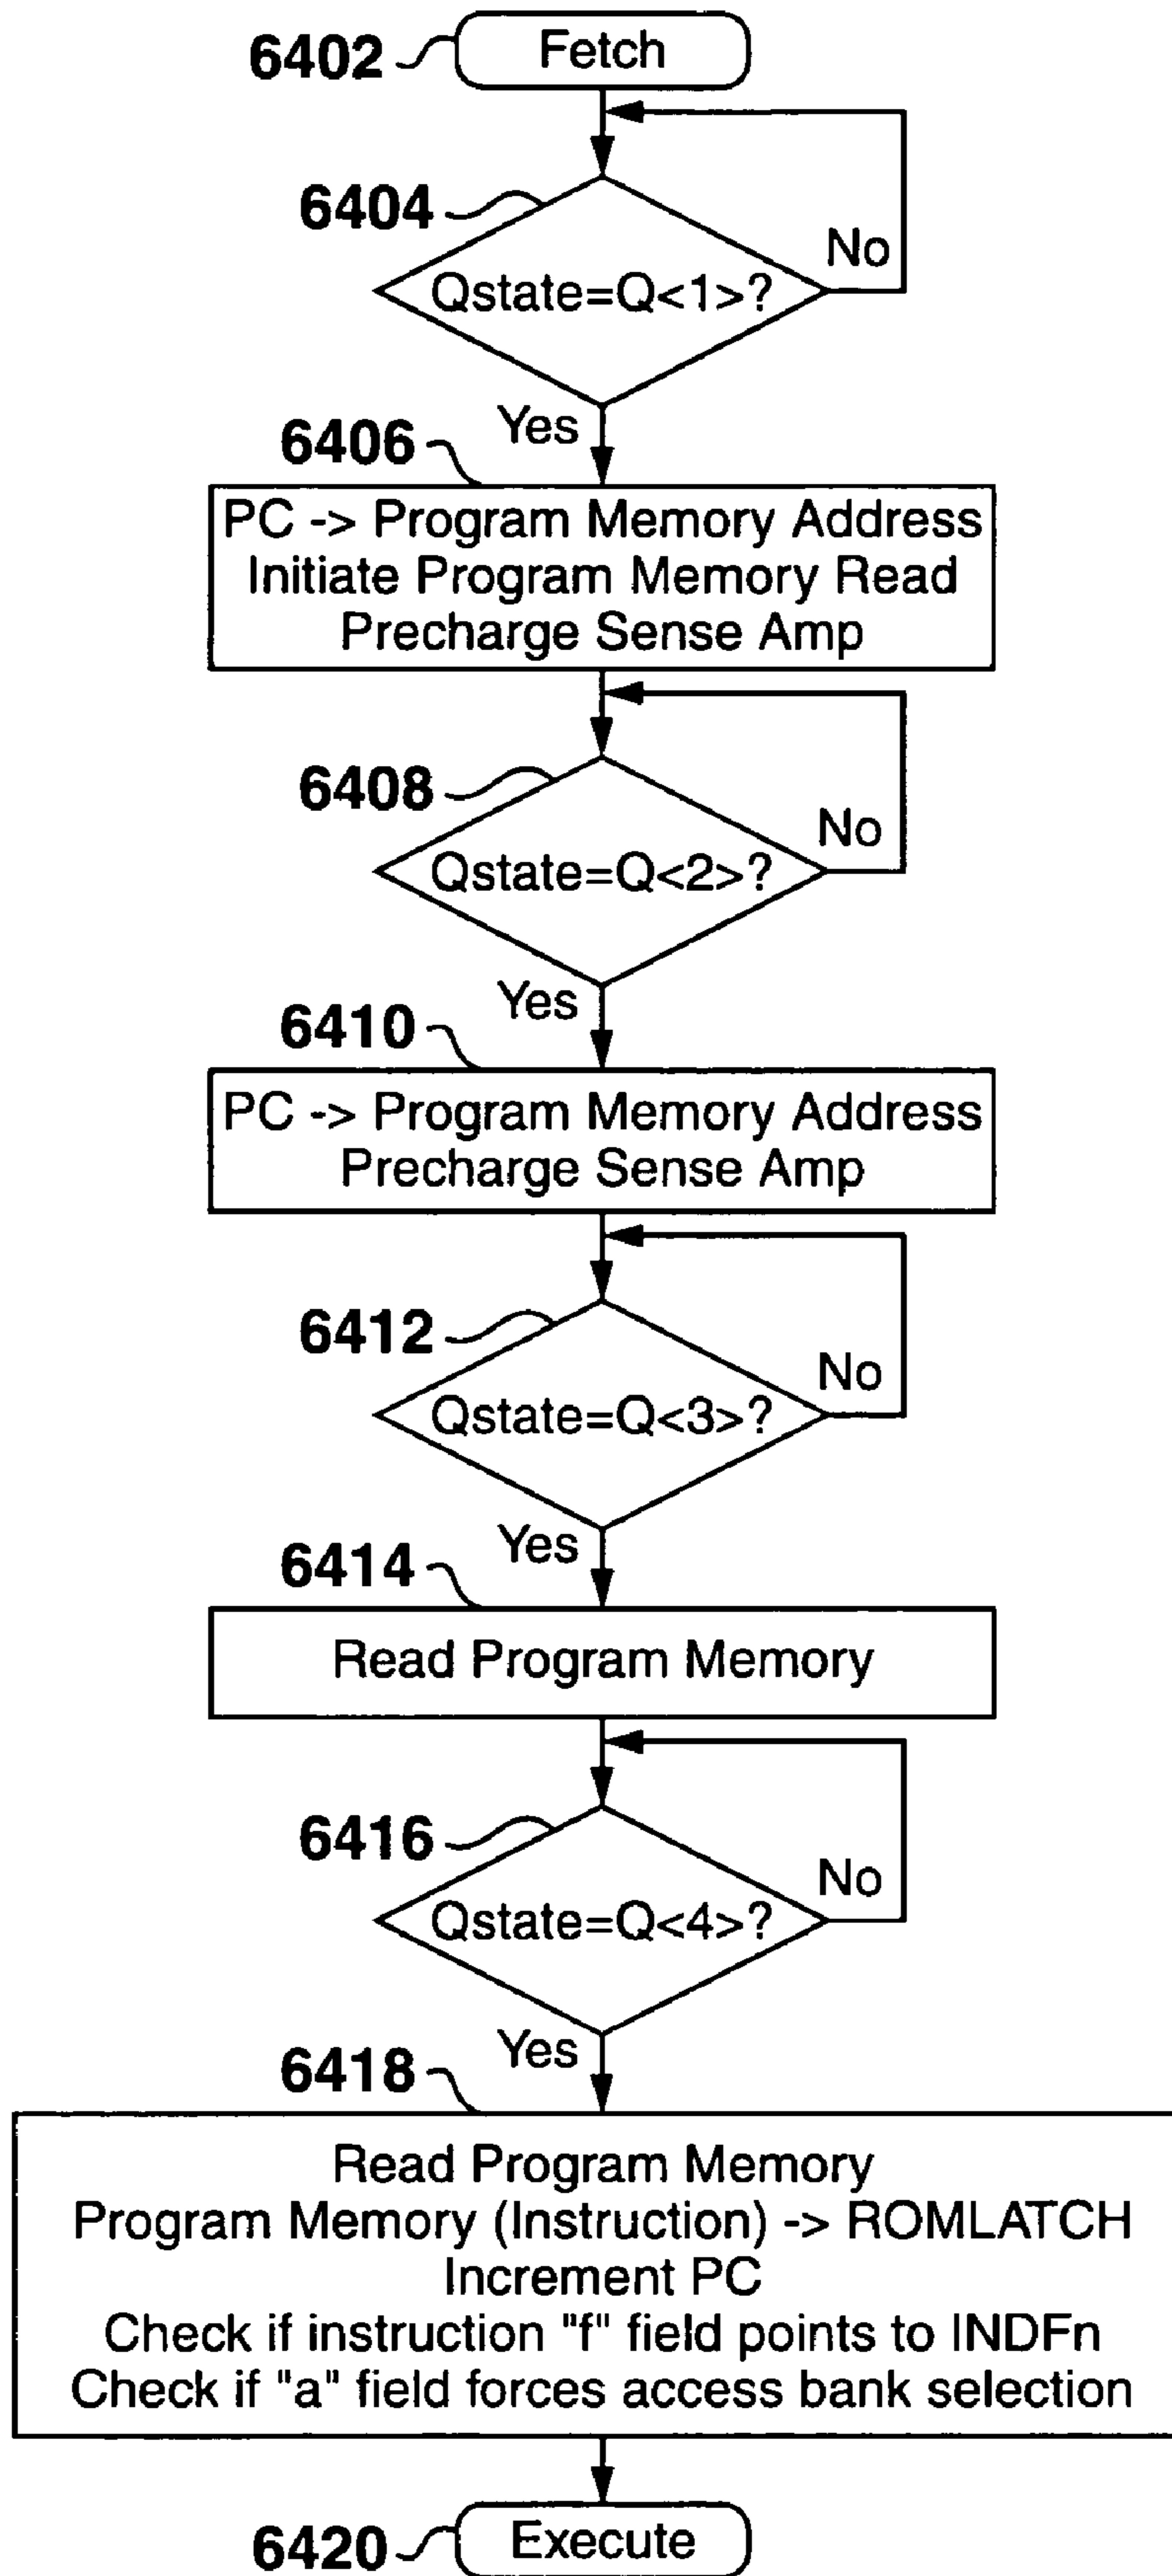 6402
Fetch
6404
Qstate=Q<1>?
No
Yes
6406
PC -> Program Memory Address
Initiate Program Memory Read
Precharge Sense Amp
6408
Qstate=Q<2>?
No
Yes
6410
PC -> Program Memory Address
Precharge Sense Amp
6412
Qstate=Q<3>?
No
Yes
6414
Read Program Memory
6416
Qstate=Q<4>?
No
Yes
6418
Read Program Memory
Program Memory (Instruction) -> ROMLATCH
Increment PC
Check if instruction "f" field points to INDFn
Check if "a" field forces access bank selection
6420
Execute